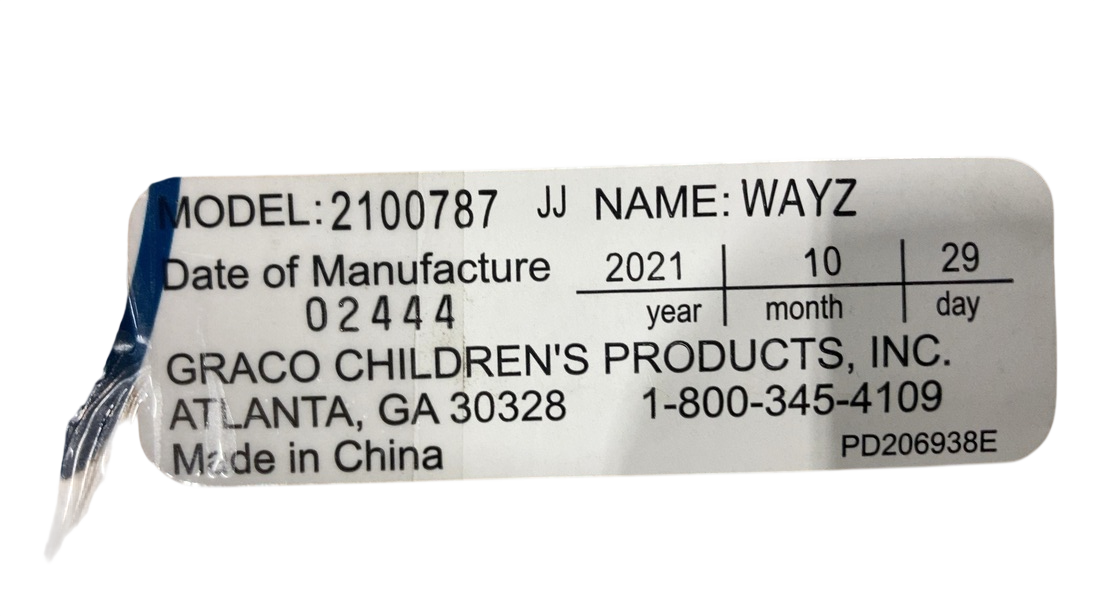 MODEL: 2100787 JJ NAME: WAYZ
Date of Manufacture 2021 10 29
02444 year month day
GRACO CHILDREN'S PRODUCTS, INC.
ATLANTA, GA 30328 1-800-345-4109
Made in China PD206938E